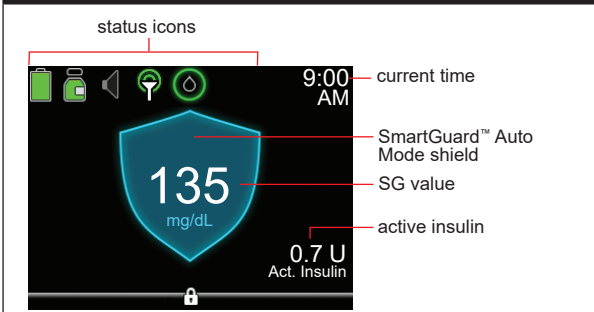 status icons
9:00
AM
current time
SmartGuard™ Auto
Mode shield
135
SG value
mg/dL
active insulin
0.7 U
Act. Insulin